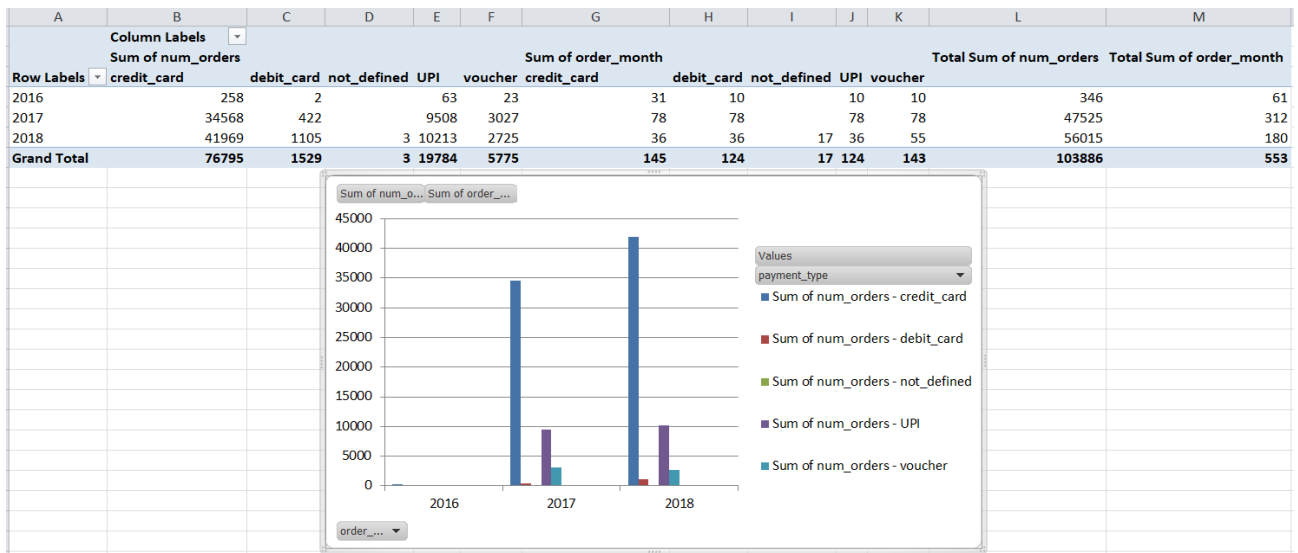 A B C D E F G H I J K L M
Column Labels
Sum of num_orders Sum of order_month Total Sum of num_orders Total Sum of order_month
Row Labels credit_card debit_card not_defined UPI voucher credit_card debit_card not_defined UPI voucher
2016 258 2 63 23 31 10 10 10 346 61
2017 34568 422 9508 3027 78 78 78 78 47525 312
2018 41969 1105 3 10213 2725 36 36 17 36 55 56015 180
Grand Total 76795 1529 3 19784 5775 145 124 17 124 143 103886 553
Sum of num_o... Sum of order_...
45000
40000
35000
30000
25000
20000
15000
10000
5000
0
2016 2017 2018
order_...
Values
payment_type
Sum of num_orders - credit_card
Sum of num_orders - debit_card
Sum of num_orders - not_defined
Sum of num_orders - UPI
Sum of num_orders - voucher